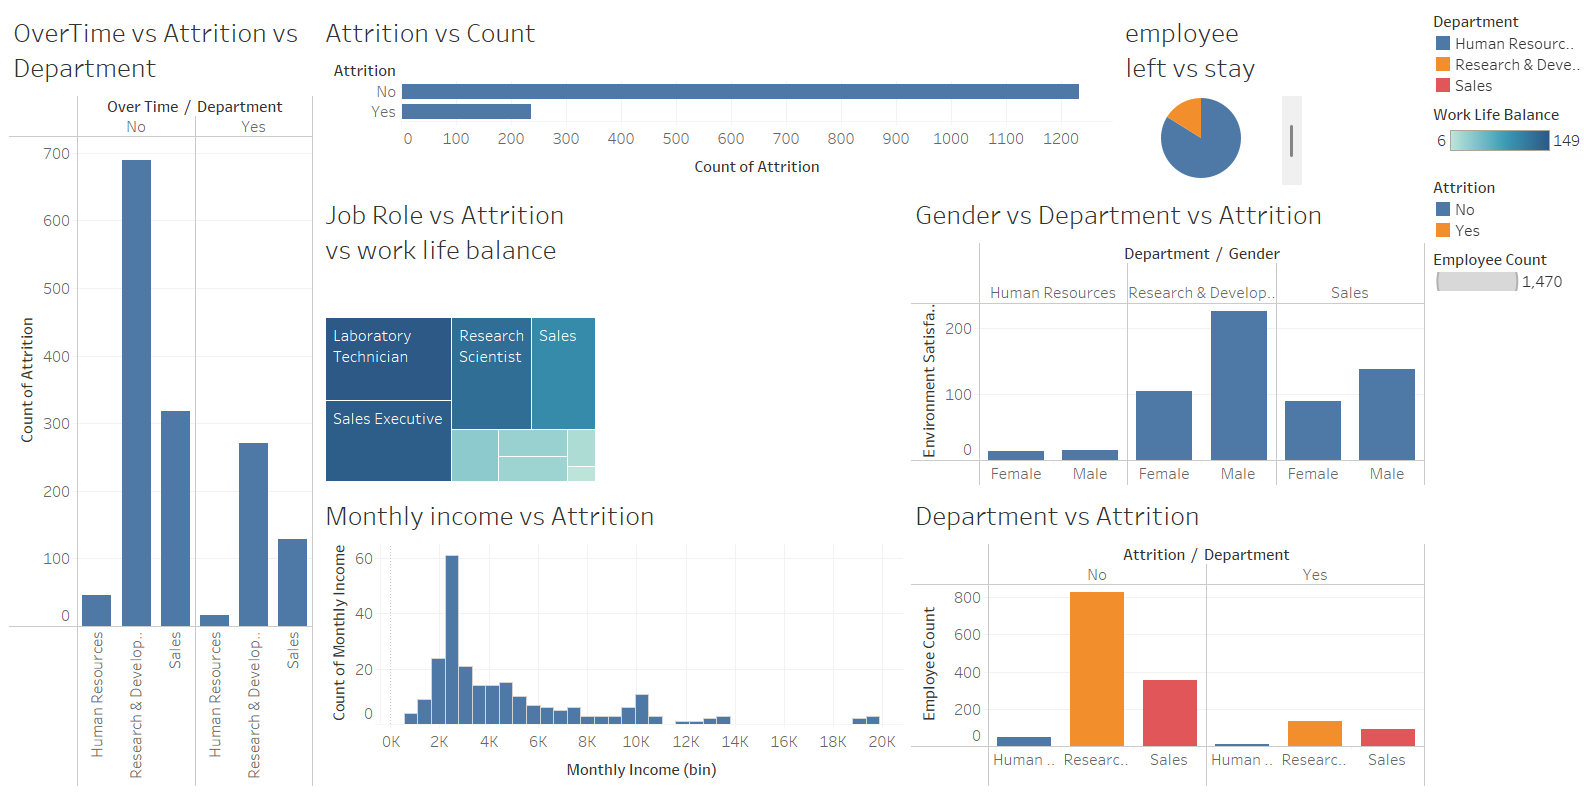 OverTime vs Attrition vs
Department
Over Time / Department
No
Yes
Count of Attrition
700
600
500
400
300
200
100
0
Human Resources
Research & Develop..
Sales
Human Resources
Research & Develop..
Sales
Attrition vs Count
Attrition
No
Yes
0 100 200 300 400 500 600 700 800 900 1000 1100 1200
Count of Attrition
employee
left vs stay
Department
Human Resourc..
Research & Deve..
Sales
Work Life Balance
6 149
Attrition
No
Yes
Employee Count
1,470
Job Role vs Attrition
vs work life balance
Laboratory
Technician
Research
Scientist
Sales
Sales Executive
Gender vs Department vs Attrition
Department / Gender
Human Resources Research & Develop.. Sales
Environment Satisfa..
200
100
0
Female Male Female Male Female Male
Monthly income vs Attrition
Count of Monthly Income
60
40
20
0
0K 2K 4K 6K 8K 10K 12K 14K 16K 18K 20K
Monthly Income (bin)
Department vs Attrition
Attrition / Department
No Yes
Employee Count
800
600
400
200
0
Human .. Researc.. Sales Human .. Researc.. Sales